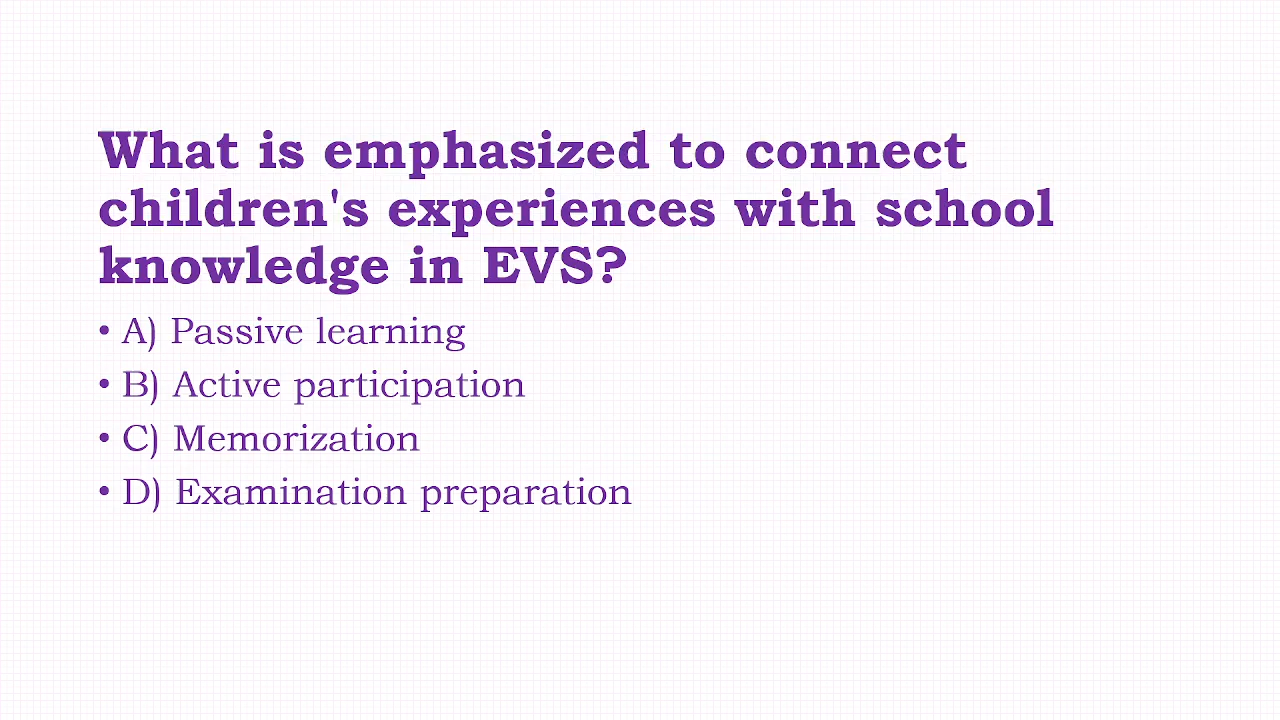 What is emphasized to connect
children's experiences with school
knowledge in EVS?
• A) Passive learning
• B) Active participation
• C) Memorization
• D) Examination preparation